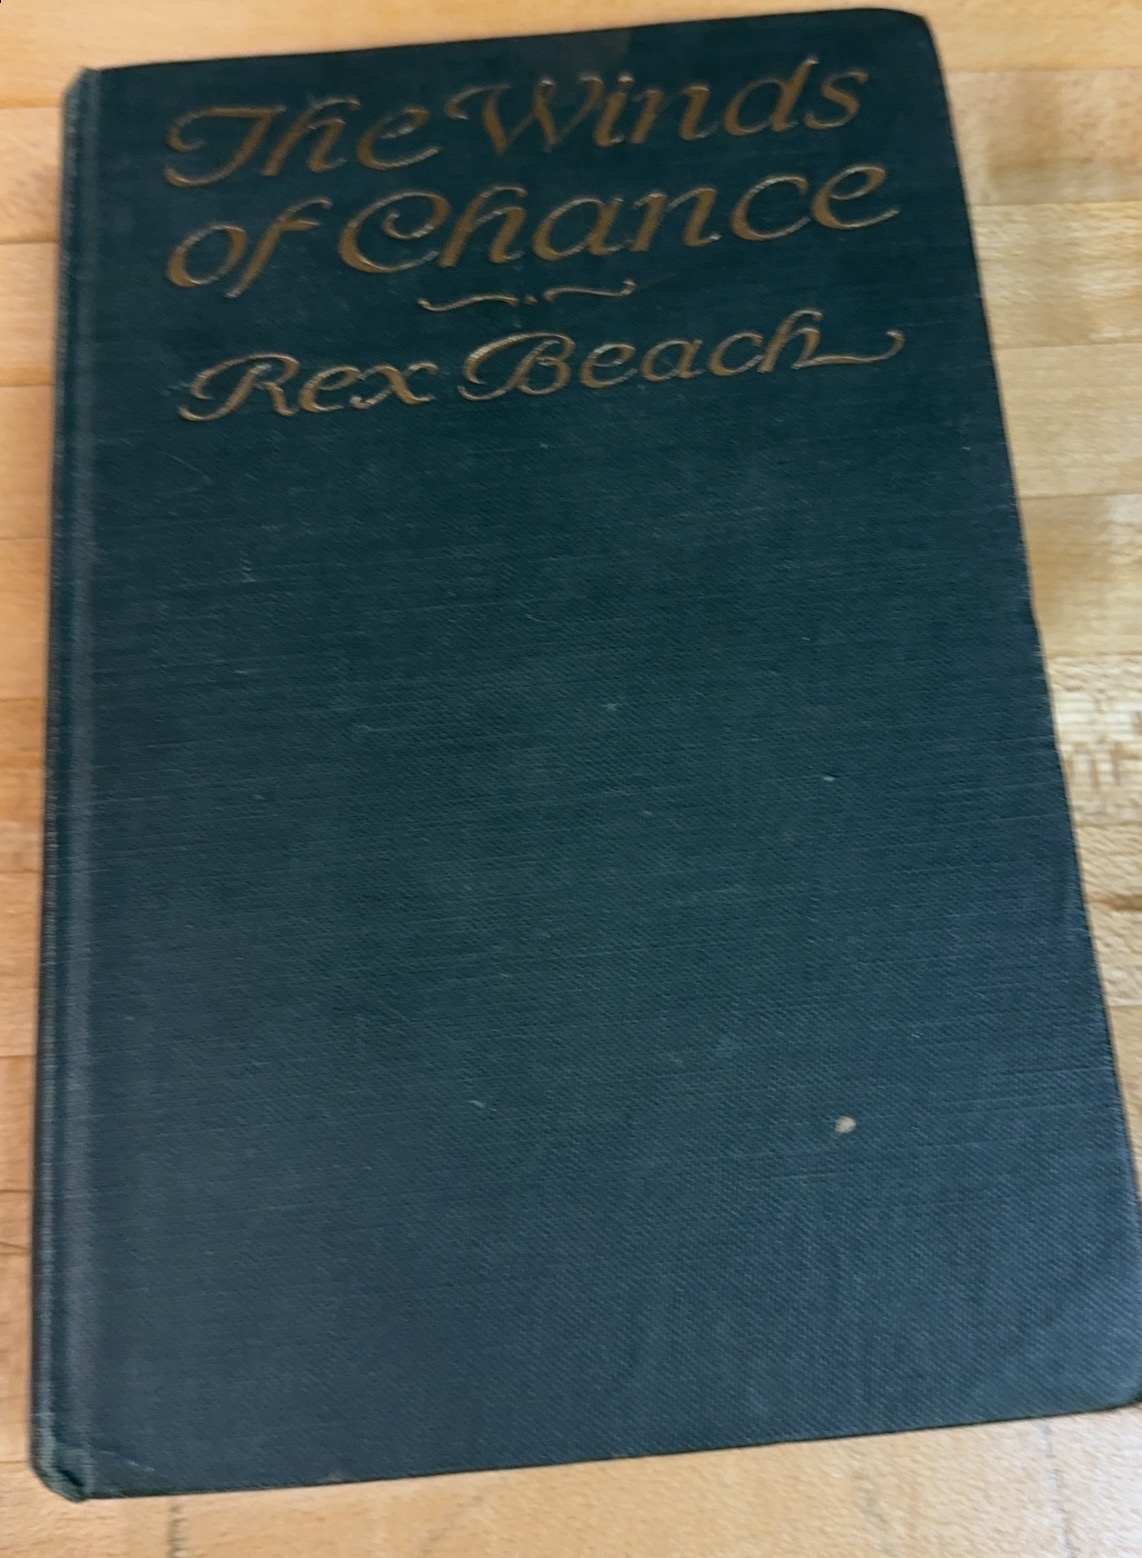 The Winds
of Chance
Rex Beach